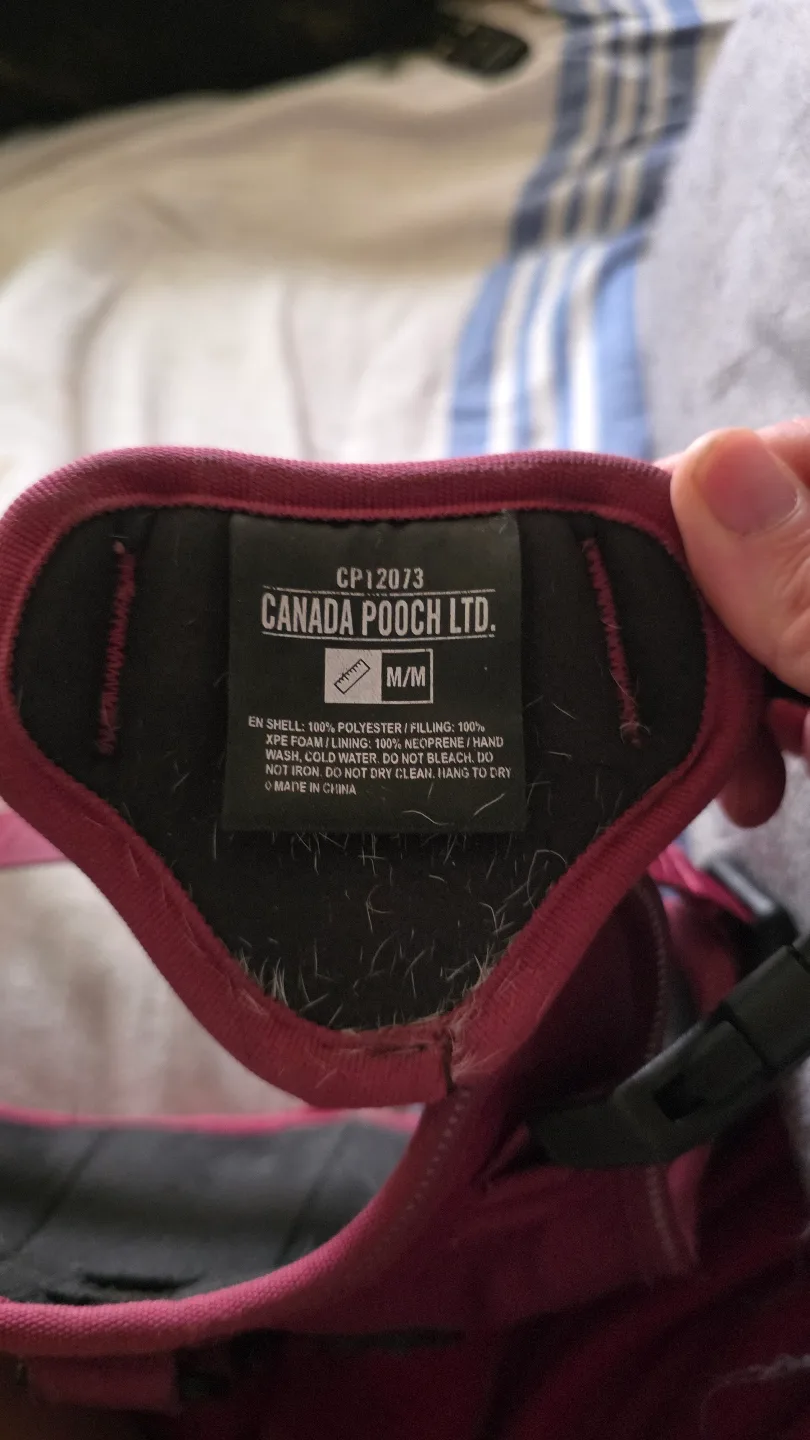 CP12073
CANADA POOCH LTD.
M/M
EN SHELL: 100% POLYESTER / FILLING: 100%
XPE FOAM / LINING: 100% NEOPRENE / HAND
WASH, COLD WATER. DO NOT BLEACH. DO
NOT IRON. DO NOT DRY CLEAN. HANG TO DRY
◊ MADE IN CHINA